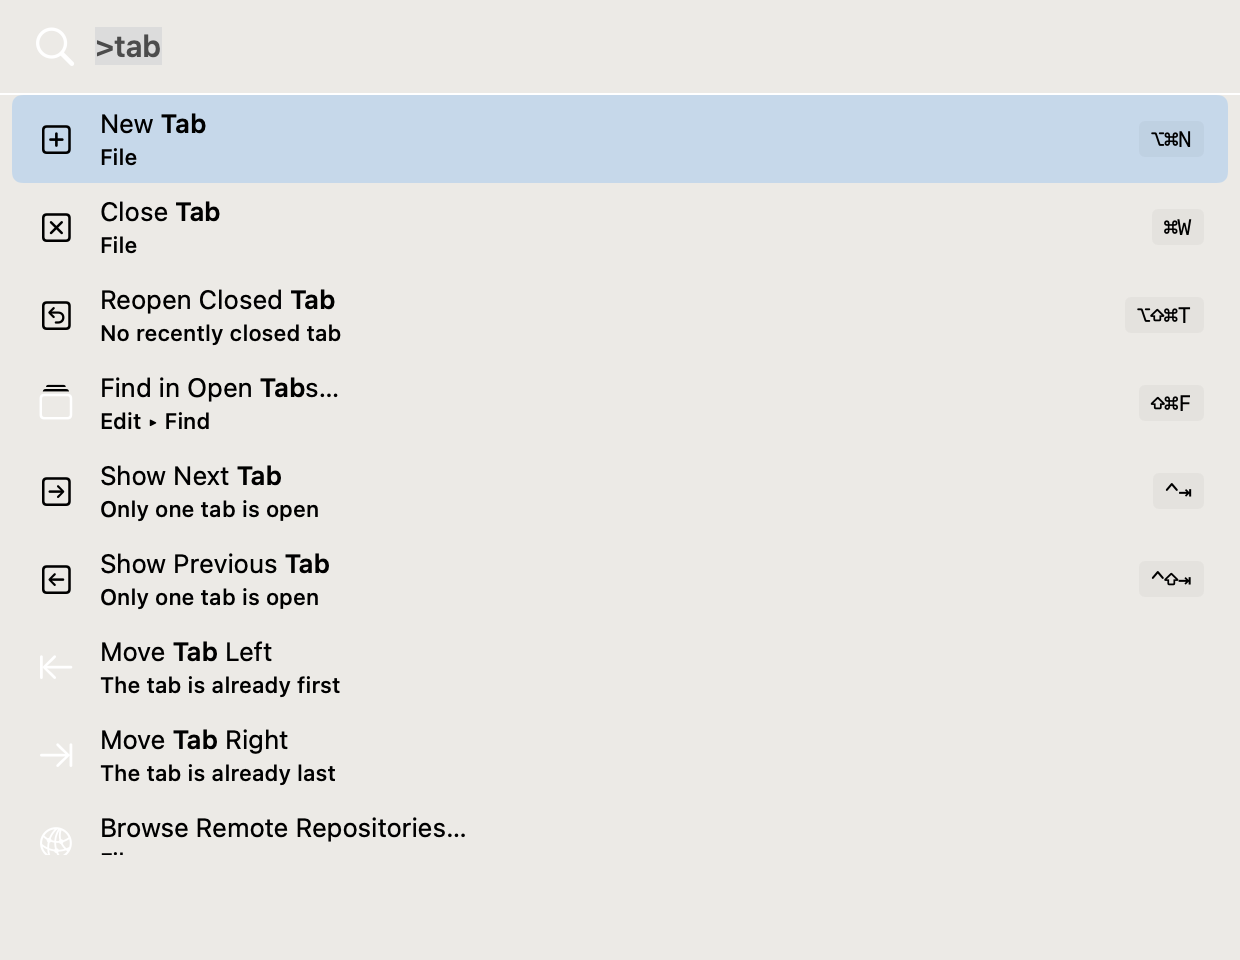 >tab
New Tab
File
⌥⌘N
Close Tab
File
⌘W
Reopen Closed Tab
No recently closed tab
⌥⇧⌘T
Find in Open Tabs...
Edit ▸ Find
⇧⌘F
Show Next Tab
Only one tab is open
^⇥
Show Previous Tab
Only one tab is open
^⇧⇥
Move Tab Left
The tab is already first
Move Tab Right
The tab is already last
Browse Remote Repositories...